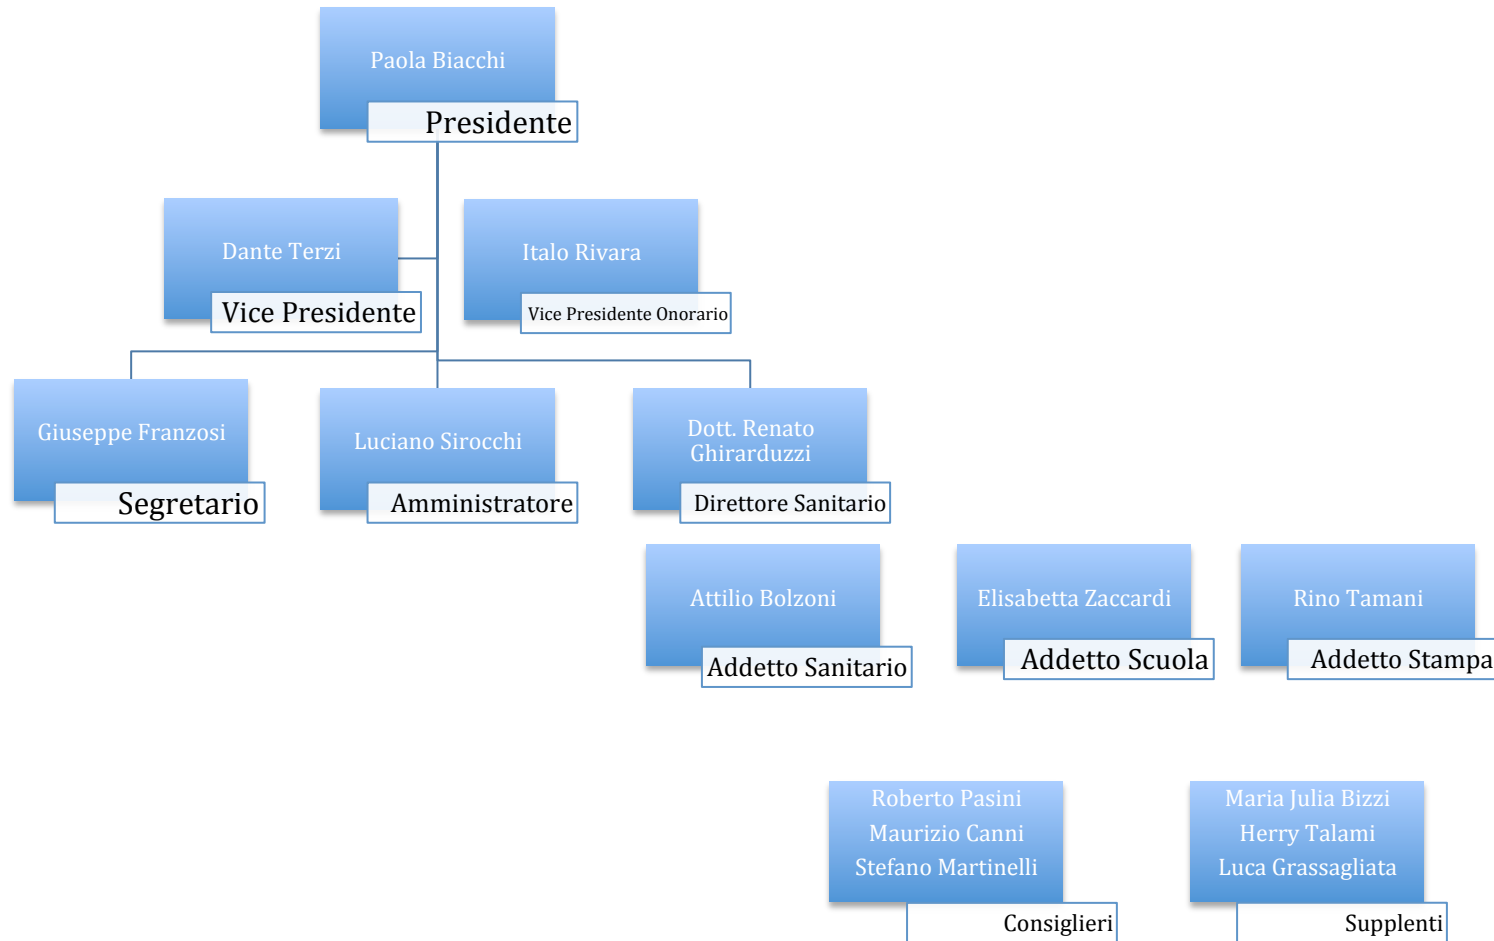 Paola Biacchi
Presidente
Dante Terzi
Vice Presidente
Italo Rivara
Vice Presidente Onorario
Giuseppe Franzosi
Segretario
Luciano Sirocchi
Amministratore
Dott. Renato
Ghirarduzzi
Direttore Sanitario
Attilio Bolzoni
Addetto Sanitario
Elisabetta Zaccardi
Addetto Scuola
Rino Tamani
Addetto Stampa
Roberto Pasini
Maurizio Canni
Stefano Martinelli
Consiglieri
Maria Julia Bizzi
Herry Talami
Luca Grassagliata
Supplenti